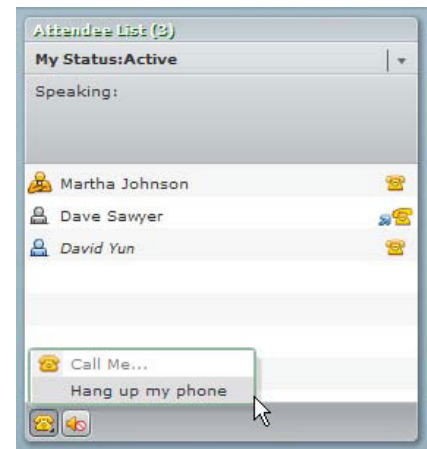 Attendee List (3)
My Status:Active
Speaking:
Martha Johnson
Dave Sawyer
David Yun
Call Me...
Hang up my phone